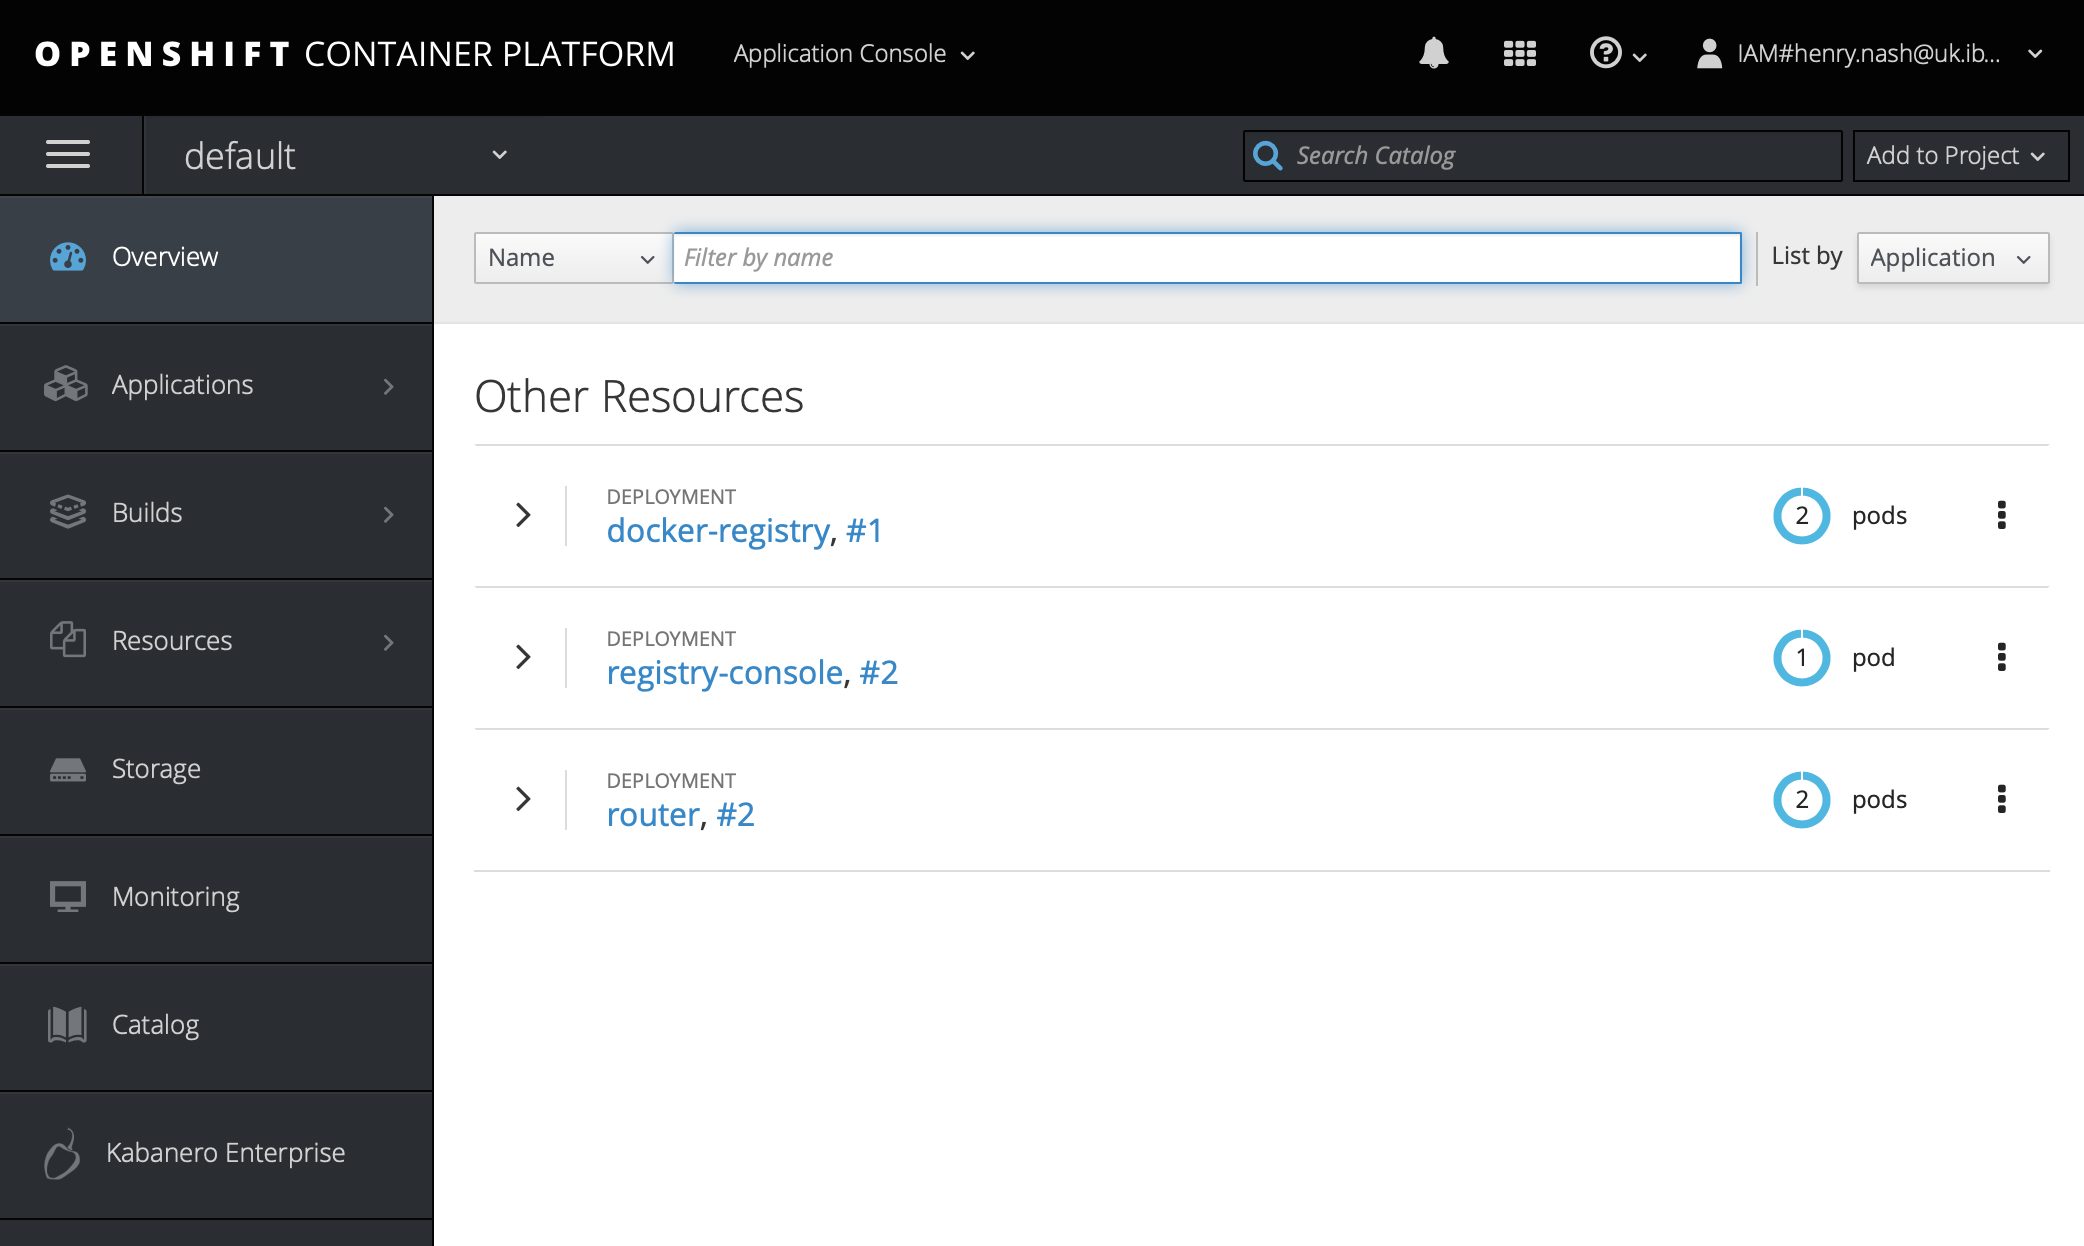 OPENSHIFT CONTAINER PLATFORM
Application Console
IAM#henry.nash@uk.ib...
default
Search Catalog
Add to Project
Overview
Applications
Builds
Resources
Storage
Monitoring
Catalog
Kabanero Enterprise
Name
Filter by name
List by
Application
Other Resources
DEPLOYMENT
docker-registry, #1
2 pods
DEPLOYMENT
registry-console, #2
1 pod
DEPLOYMENT
router, #2
2 pods